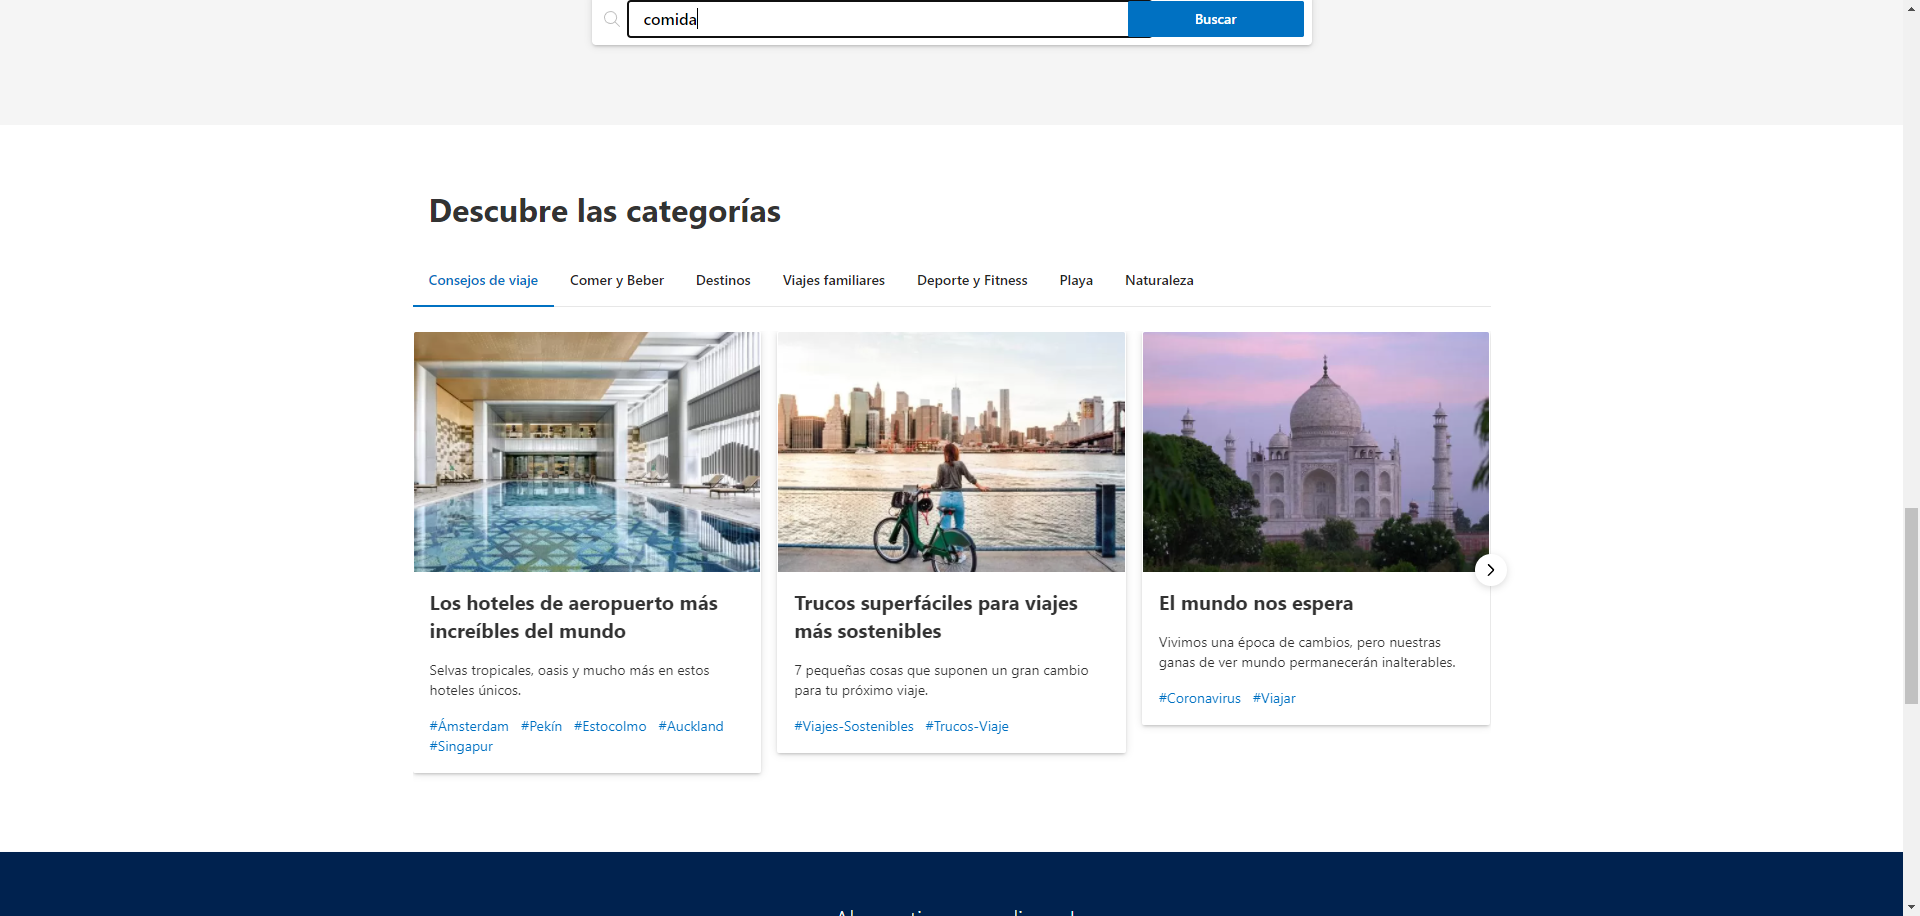 comida
Buscar
Descubre las categorías
Consejos de viaje
Comer y Beber
Destinos
Viajes familiares
Deporte y Fitness
Playa
Naturaleza
Los hoteles de aeropuerto más
increíbles del mundo
Selvas tropicales, oasis y mucho más en estos
hoteles únicos.
#Ámsterdam #Pekín #Estocolmo #Auckland
#Singapur
Trucos superfáciles para viajes
más sostenibles
7 pequeñas cosas que suponen un gran cambio
para tu próximo viaje.
#Viajes-Sostenibles #Trucos-Viaje
El mundo nos espera
Vivimos una época de cambios, pero nuestras
ganas de ver mundo permanecerán inalterables.
#Coronavirus #Viajar